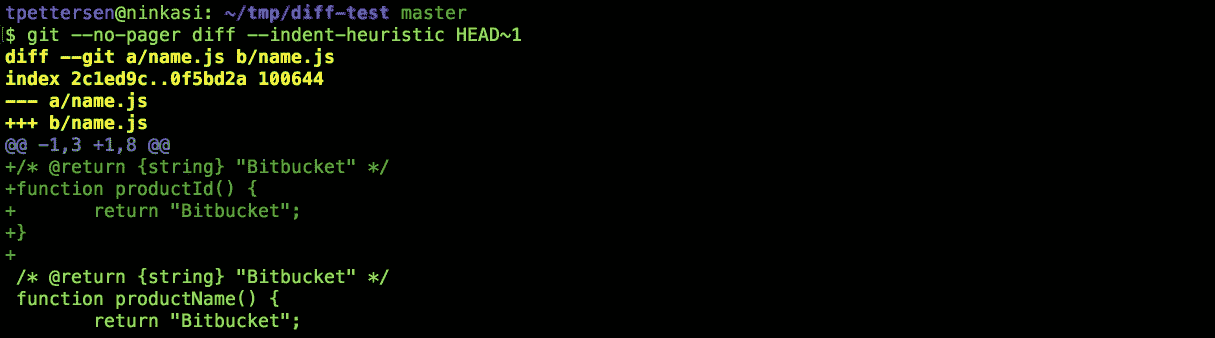 tpettersen@ninkasi: ~/tmp/diff-test master
$ git --no-pager diff --indent-heuristic HEAD~1
diff --git a/name.js b/name.js
index 2c1ed9c..0f5bd2a 100644
--- a/name.js
+++ b/name.js
@@ -1,3 +1,8 @@
+/* @return {string} "Bitbucket" */
+function productId() {
+       return "Bitbucket";
+}
+
 /* @return {string} "Bitbucket" */
 function productName() {
        return "Bitbucket";